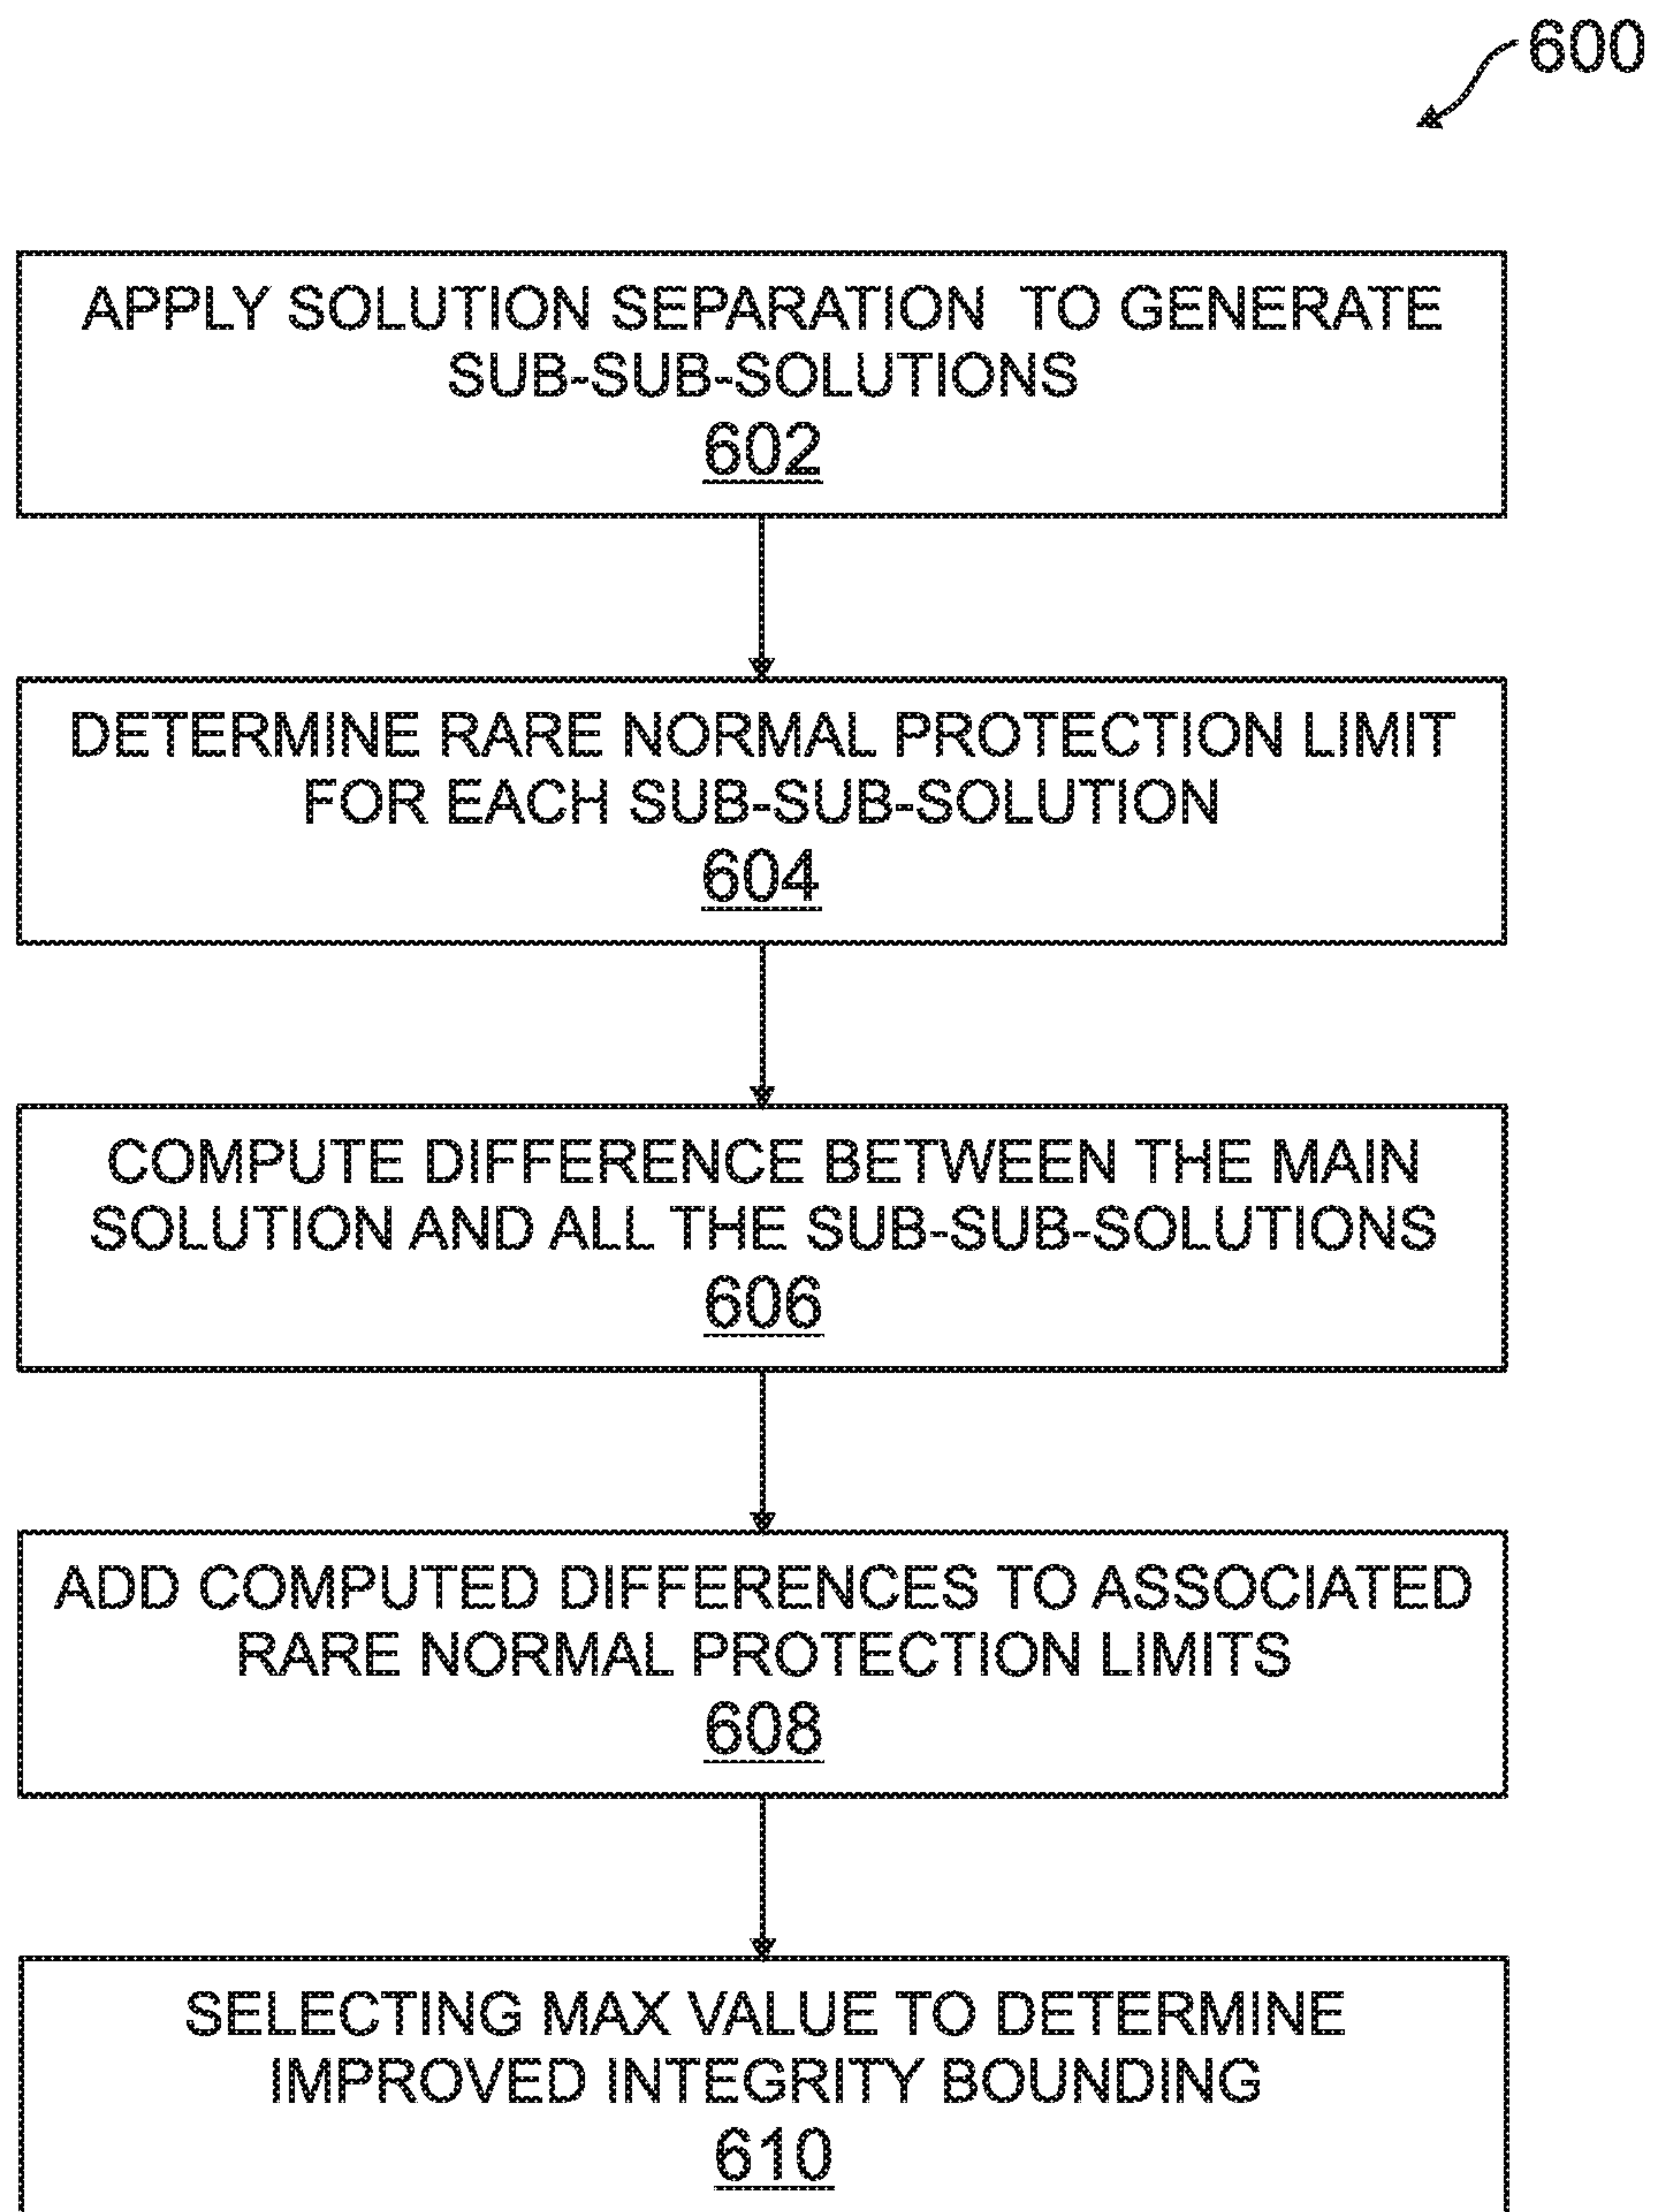 600
APPLY SOLUTION SEPARATION TO GENERATE
SUB-SUB-SOLUTIONS
602
DETERMINE RARE NORMAL PROTECTION LIMIT
FOR EACH SUB-SUB-SOLUTION
604
COMPUTE DIFFERENCE BETWEEN THE MAIN
SOLUTION AND ALL THE SUB-SUB-SOLUTIONS
606
ADD COMPUTED DIFFERENCES TO ASSOCIATED
RARE NORMAL PROTECTION LIMITS
608
SELECTING MAX VALUE TO DETERMINE
IMPROVED INTEGRITY BOUNDING
610